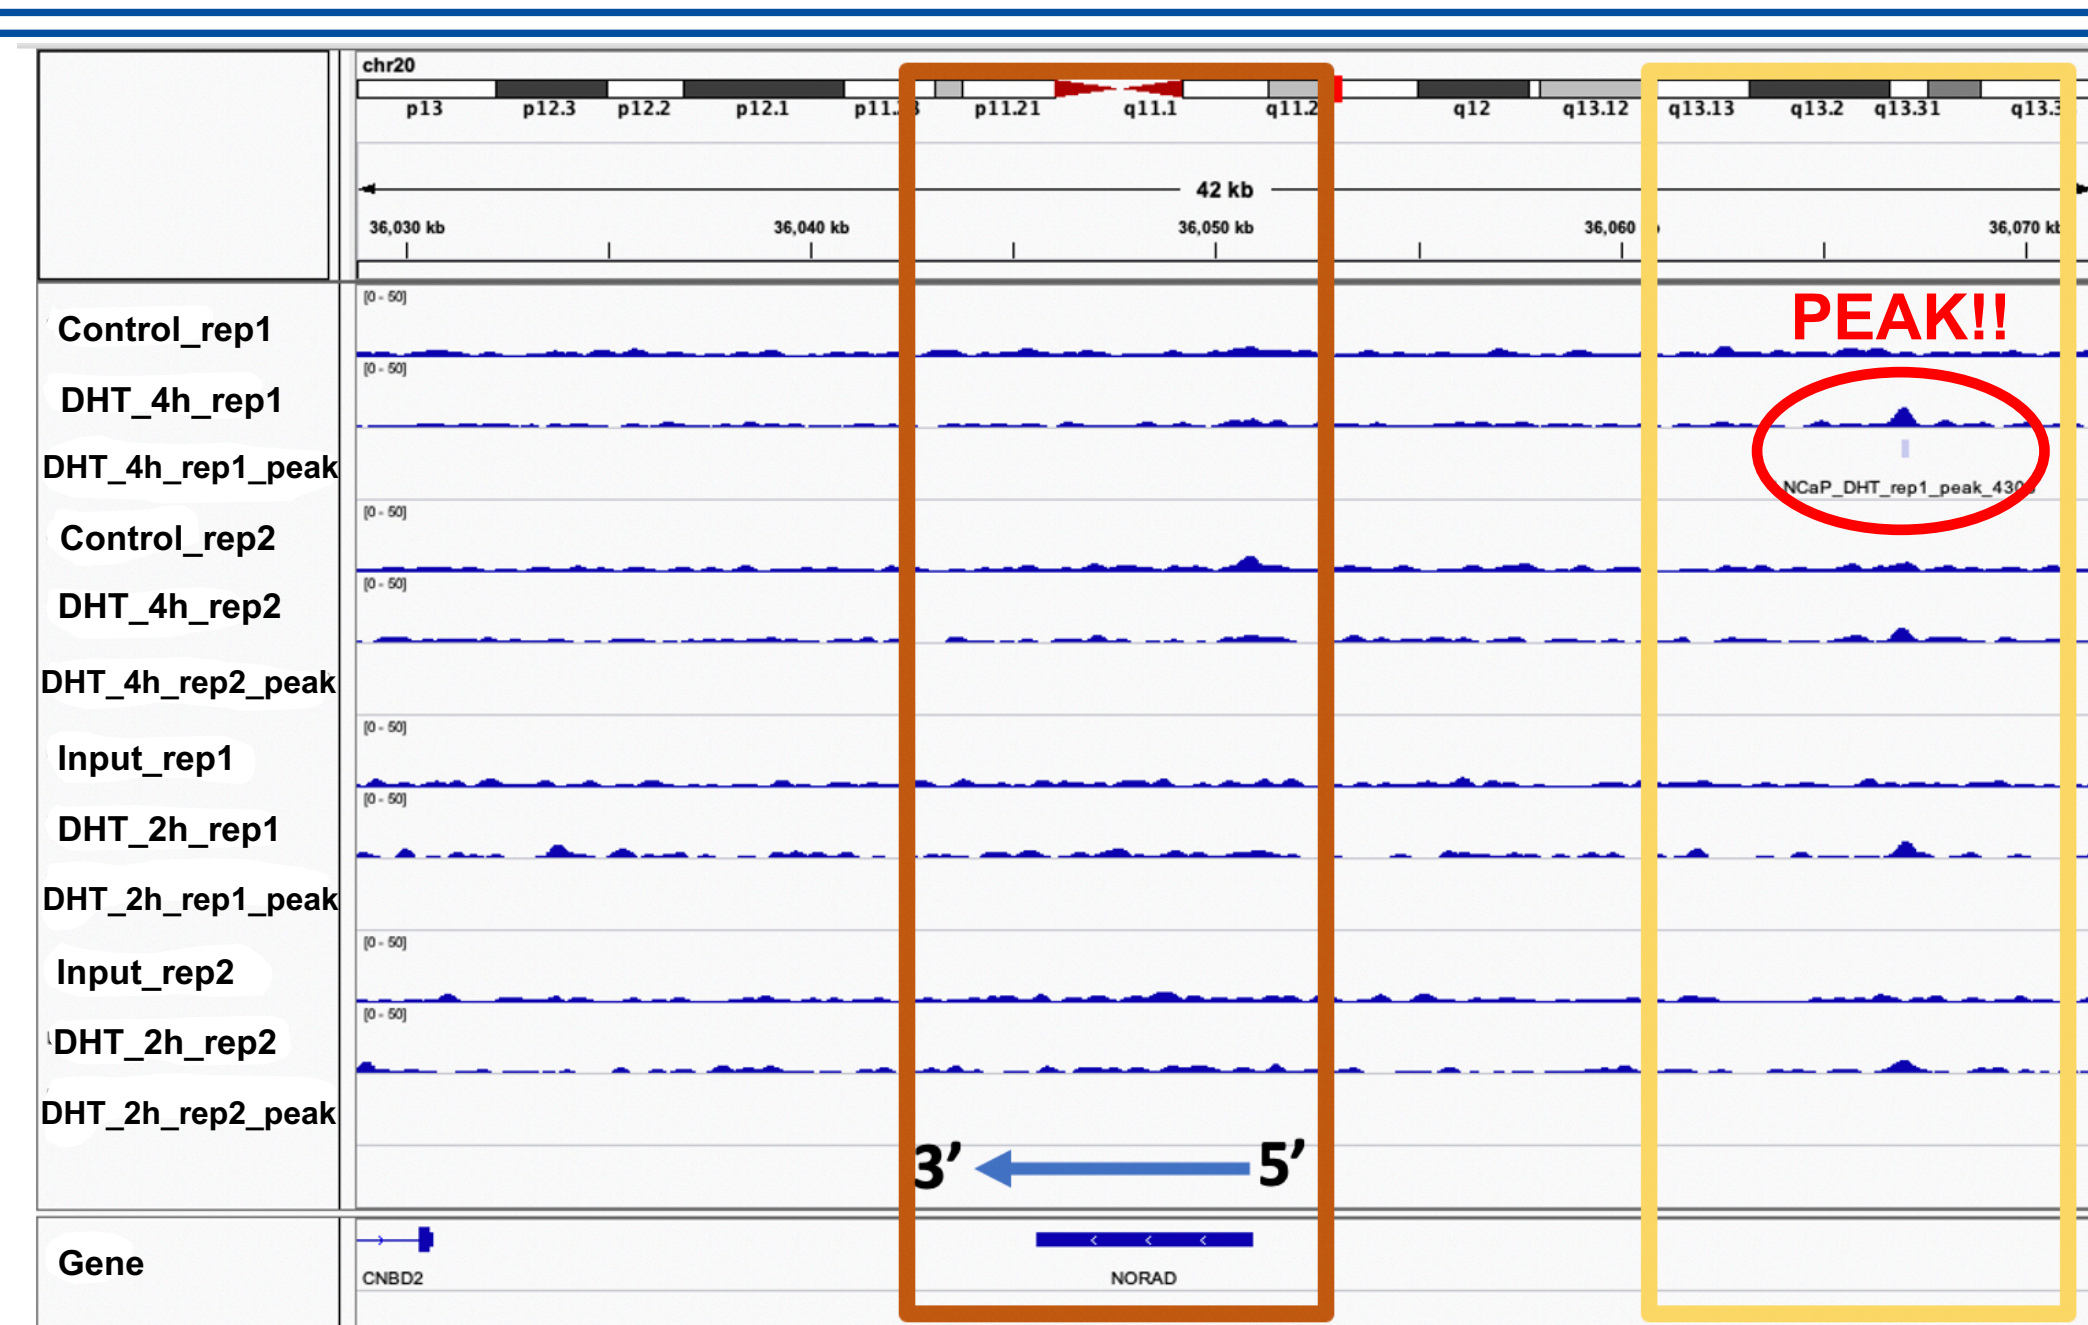 chr20
p13 p12.3 p12.2 p12.1 p11.21 q11.1 q12 q13.12 q13.13 q13.2 q13.31
42 kb
36,030 kb 36,040 kb 36,050 kb 36,060 36,070 kb
[0 - 50]
Control_rep1
PEAK!!
[0 - 50]
DHT_4h_rep1
DHT_4h_rep1_peak
[0 - 50]
Control_rep2
[0 - 50]
DHT_4h_rep2
DHT_4h_rep2_peak
[0 - 50]
Input_rep1
[0 - 50]
DHT_2h_rep1
DHT_2h_rep1_peak
[0 - 50]
Input_rep2
[0 - 50]
DHT_2h_rep2
DHT_2h_rep2_peak
3’ 5’
Gene
CNBD2 NORAD